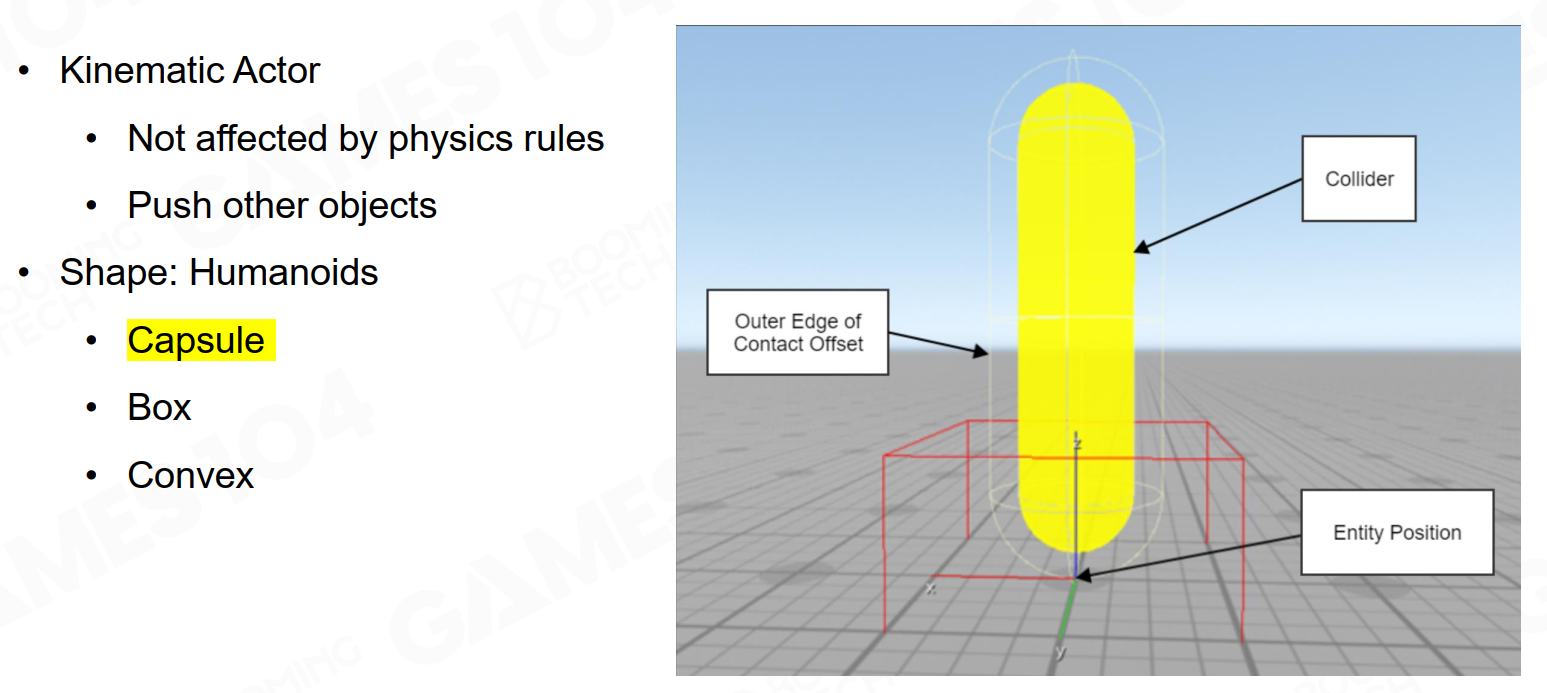 • Kinematic Actor
• Not affected by physics rules
• Push other objects
• Shape: Humanoids
• Capsule
• Box
• Convex
Collider
Outer Edge of
Contact Offset
z
Entity Position
x
y
GAMES104
BOOMING
TECH